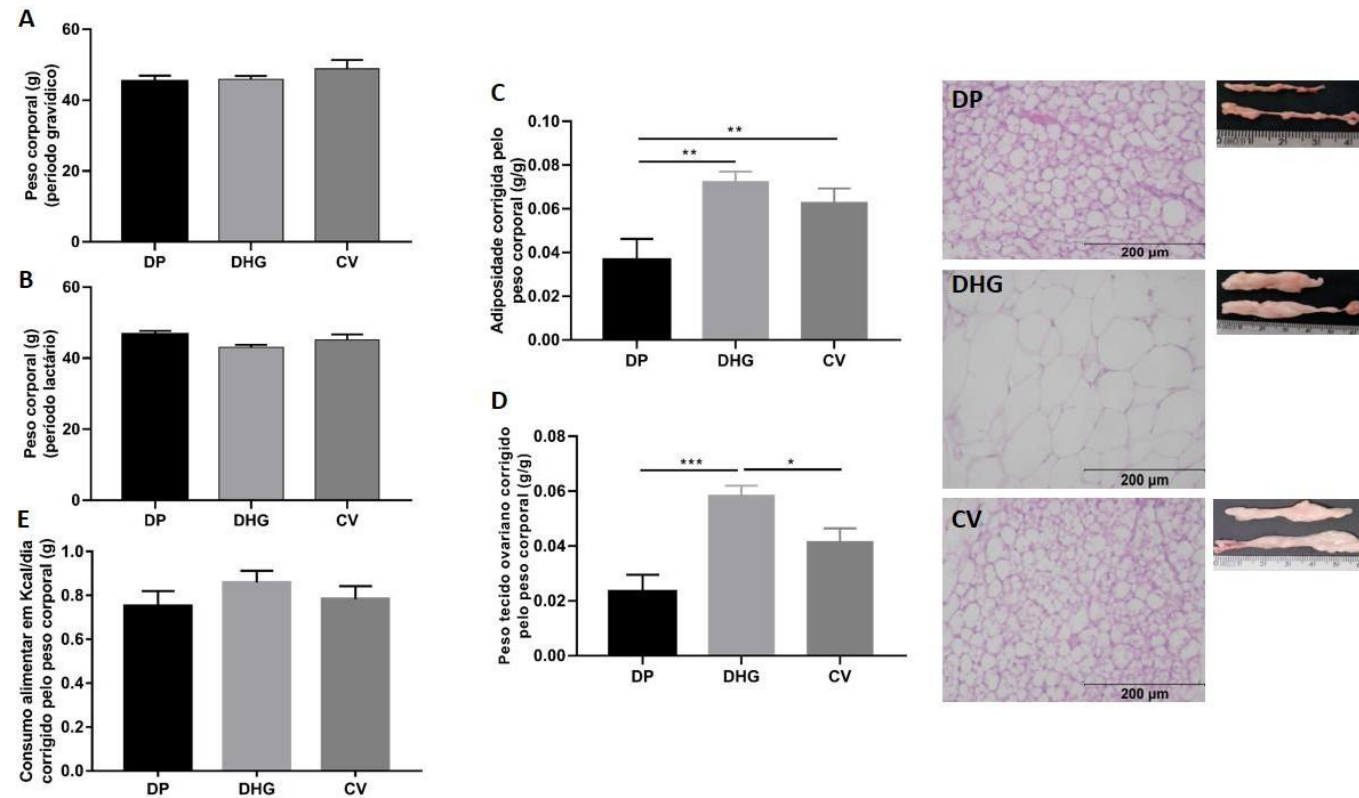 A
Peso corporal (g)
(período gravídico)
60
40
20
0
DP
DHG
CV
B
Peso corporal (g)
(período lactário)
60
40
20
0
DP
DHG
CV
E
Consumo alimentar em Kcal/dia
corrigido pelo peso corporal (g)
1.0
0.8
0.6
0.4
0.2
0.0
DP
DHG
CV
C
Adiposidade corrigida pelo
peso corporal (g/g)
0.10
0.08
0.06
0.04
0.02
0.00
**
**
DP
DHG
CV
D
Peso tecido ovariano corrigido
pelo peso corporal (g/g)
0.08
0.06
0.04
0.02
0.00
***
*
DP
DHG
CV
DP
200 µm
DHG
200 µm
CV
200 µm